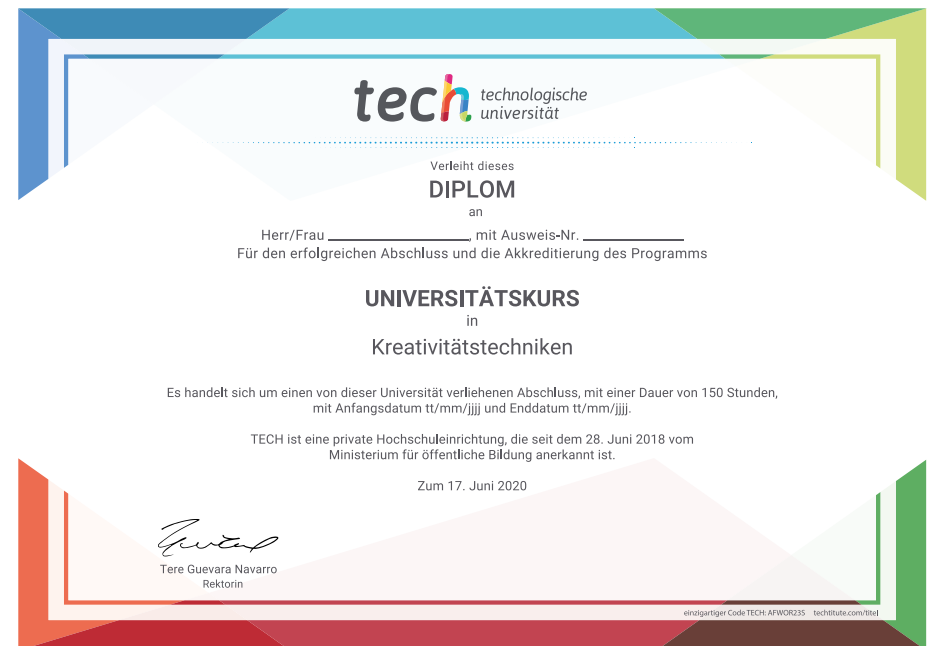 tech technologische
universität
Verleiht dieses
DIPLOM
an
Herr/Frau ________________, mit Ausweis-Nr. ____________
Für den erfolgreichen Abschluss und die Akkreditierung des Programms
UNIVERSITÄTSKURS
in
Kreativitätstechniken
Es handelt sich um einen von dieser Universität verliehenen Abschluss, mit einer Dauer von 150 Stunden,
mit Anfangsdatum tt/mm/jjjj und Enddatum tt/mm/jjjj.
TECH ist eine private Hochschuleinrichtung, die seit dem 28. Juni 2018 vom
Ministerium für öffentliche Bildung anerkannt ist.
Zum 17. Juni 2020
Tere Guevara Navarro
Rektorin
einzigartiger Code TECH: AFWOR235 techtitute.com/titel